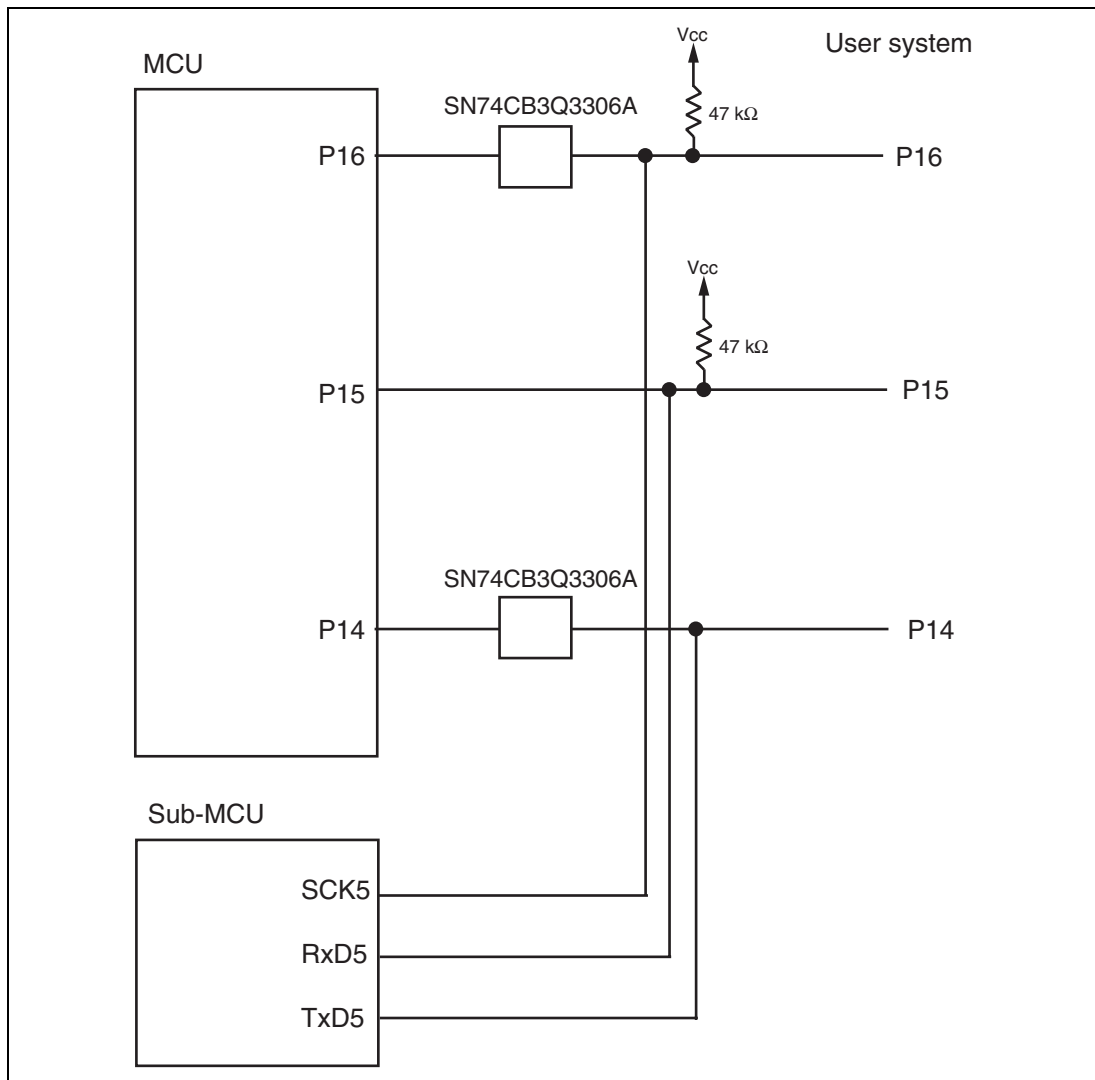 Vcc
User system
MCU
SN74CB3Q3306A
47 kΩ
P16
P16
Vcc
47 kΩ
P15
P15
SN74CB3Q3306A
P14
P14
Sub-MCU
SCK5
RxD5
TxD5